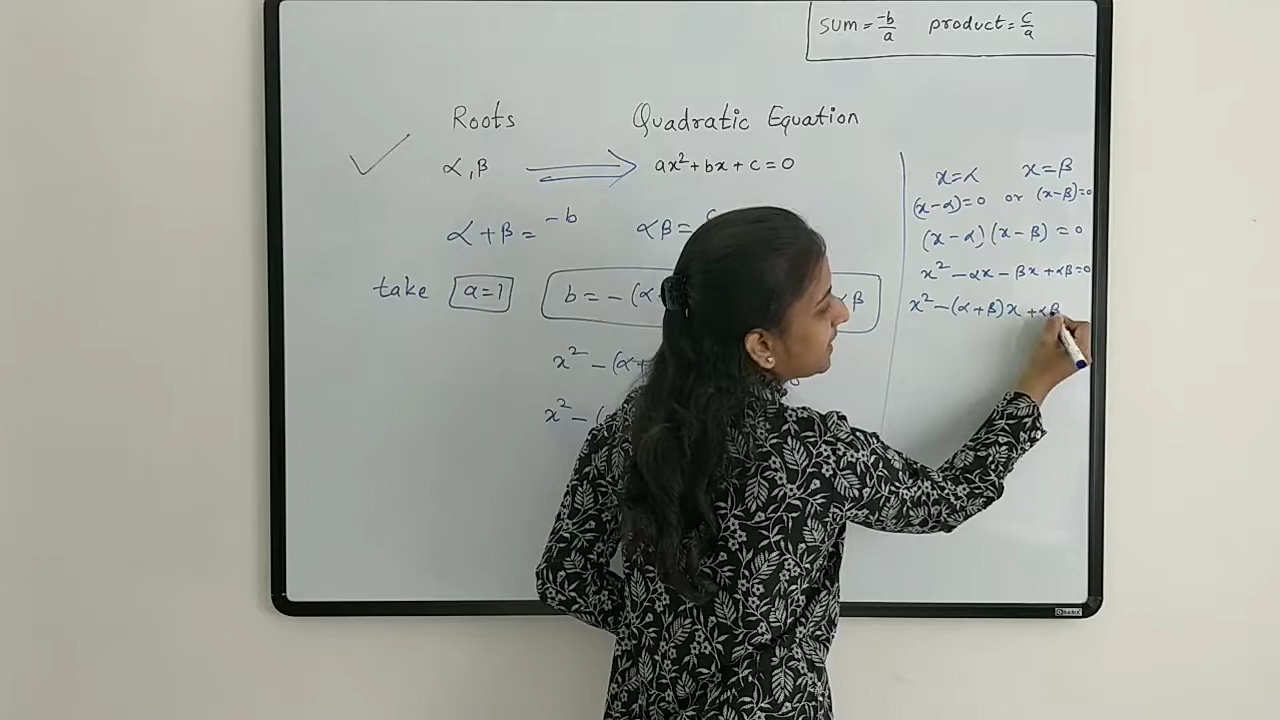 sum = -b/a product = c/a
Roots Quadratic Equation
α, β ⟹ ax² + bx + c = 0
α + β = -b αβ =
take a=1 b = -(α β
x² - (α+
x² - (
x=α x=β
(x-α)=0 or (x-β)=0
(x-α)(x-β) = 0
x² - αx - βx + αβ=0
x² - (α+β)x + αβ